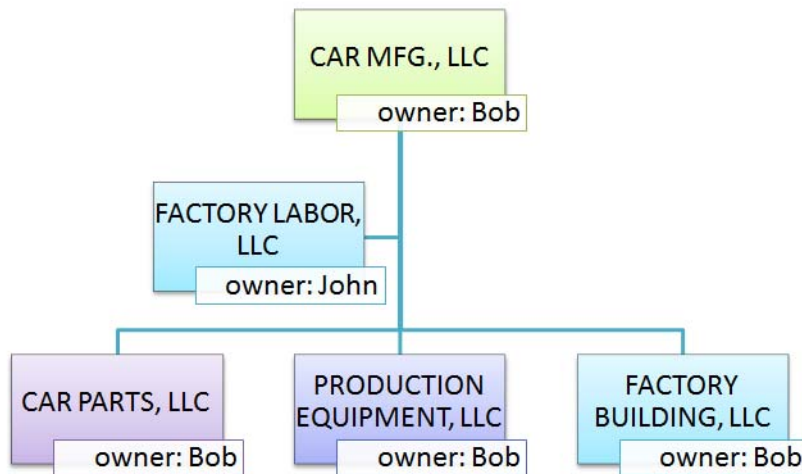 CAR MFG., LLC
owner: Bob
FACTORY LABOR,
LLC
owner: John
CAR PARTS, LLC
owner: Bob
PRODUCTION
EQUIPMENT, LLC
owner: Bob
FACTORY
BUILDING, LLC
owner: Bob